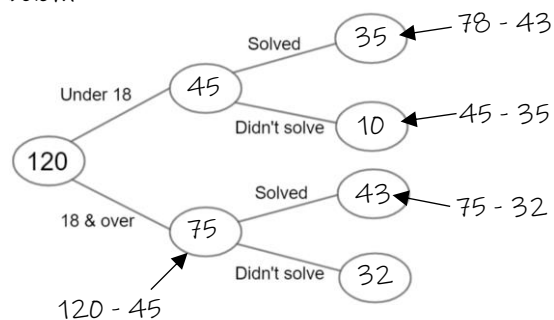 Solved
35
78 - 43
Under 18
45
Didn't solve
10
45 - 35
120
Solved
43
75 - 32
18 & over
75
Didn't solve
32
120 - 45